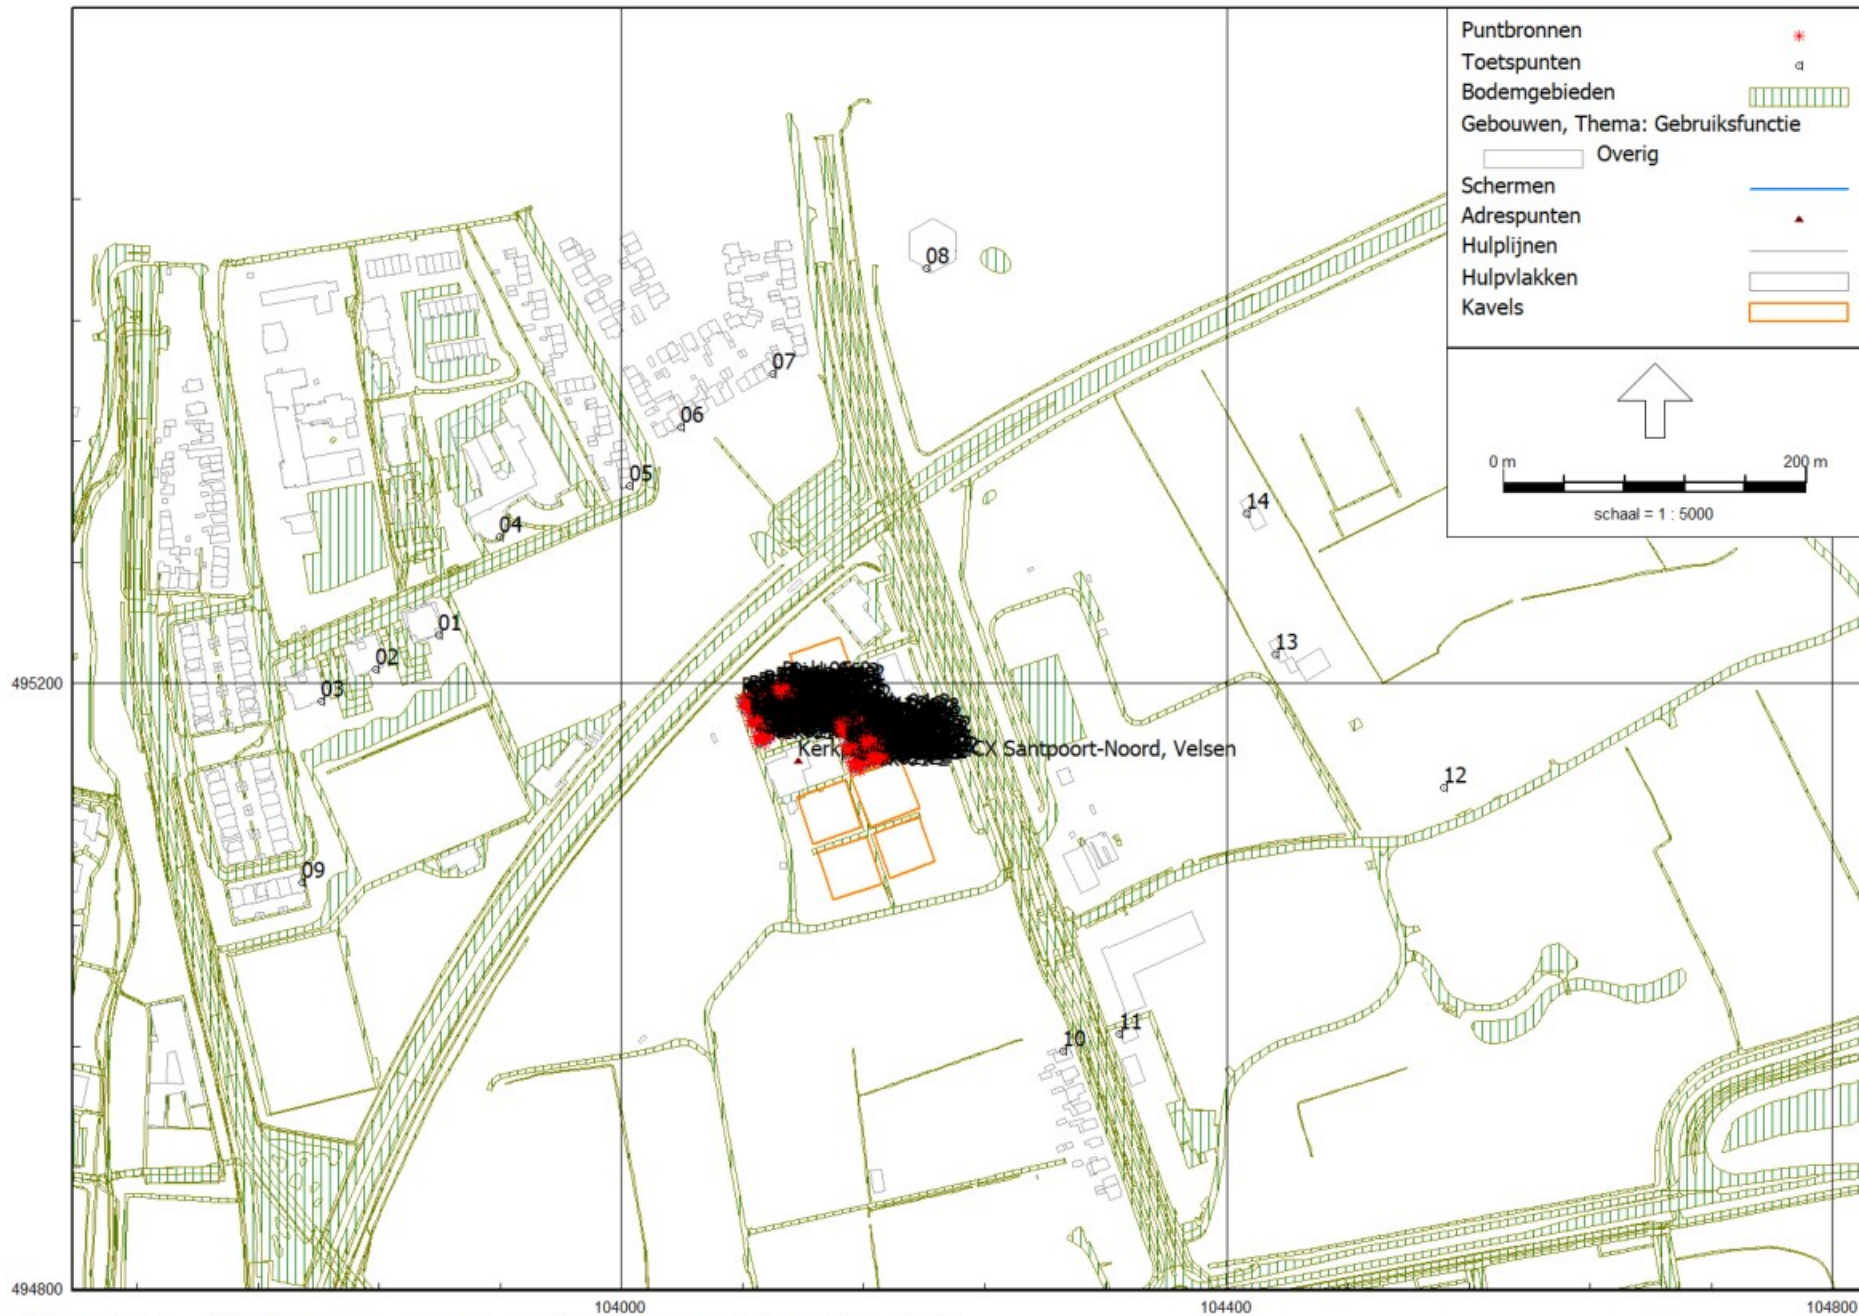 Puntbronnen
Toetspunten
Bodemgebieden
Gebouwen, Thema: Gebruiksfunctie
Overig
Schermen
Adrespunten
Hulplijnen
Hulpvlakken
Kavels
0 m 200 m
schaal = 1 : 5000
08
07
06
05
14
04
01
13
02
495200
03
Santpoort-Noord, Velsen
12
09
11
10
494800
104000 104400 104800